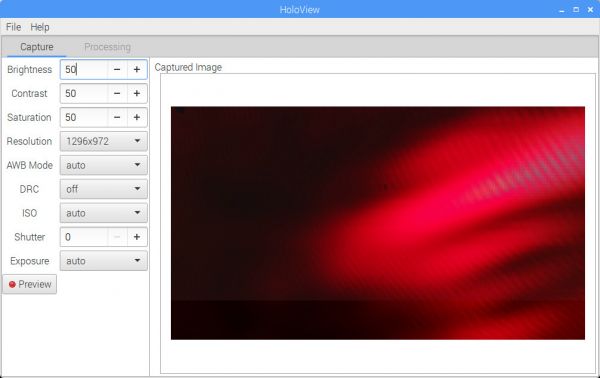 HoloView
File Help
Capture Processing
Brightness 50
Contrast 50
Saturation 50
Resolution 1296x972
AWB Mode auto
DRC off
ISO auto
Shutter 0
Exposure auto
Preview
Captured Image